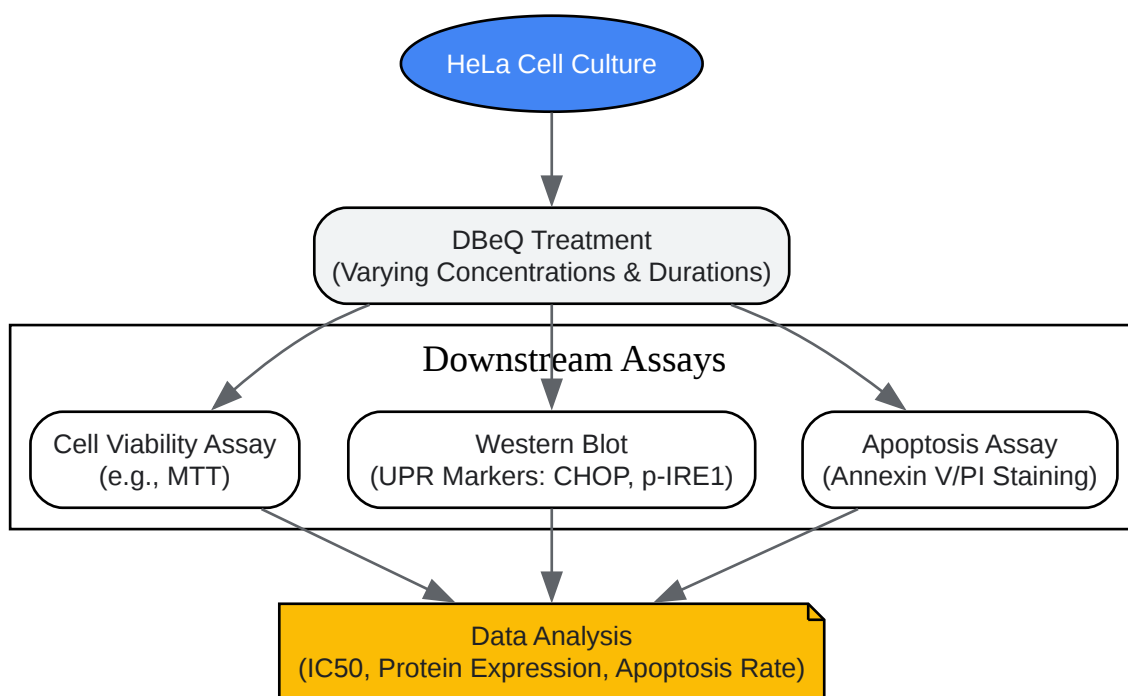 HeLa Cell Culture
DBeQ Treatment
(Varying Concentrations & Durations)
Downstream Assays
Cell Viability Assay
(e.g., MTT)
Western Blot
(UPR Markers: CHOP, p-IRE1)
Apoptosis Assay
(Annexin V/PI Staining)
Data Analysis
(IC50, Protein Expression, Apoptosis Rate)